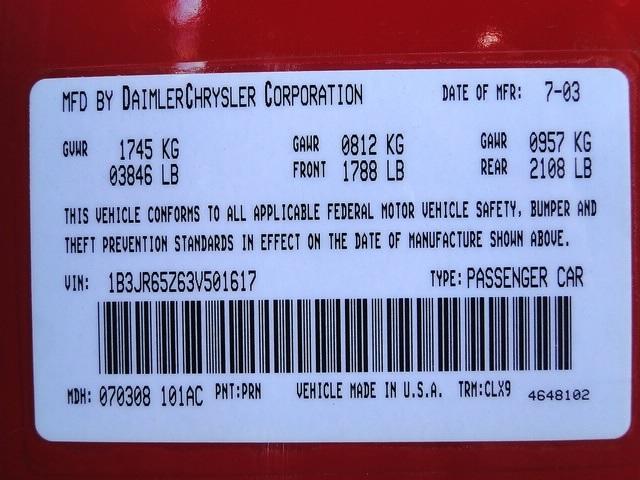 MFD BY DAIMLERCHRYSLER CORPORATION DATE OF MFR: 7-03
GVWR 1745 KG GAWR 0812 KG GAWR 0957 KG
03846 LB FRONT 1788 LB REAR 2108 LB
THIS VEHICLE CONFORMS TO ALL APPLICABLE FEDERAL MOTOR VEHICLE SAFETY, BUMPER AND
THEFT PREVENTION STANDARDS IN EFFECT ON THE DATE OF MANUFACTURE SHOWN ABOVE.
VIN: 1B3JR65Z63V501617 TYPE: PASSENGER CAR
MDH: 070308 101AC PNT:PRN VEHICLE MADE IN U.S.A. TRM:CLX9 4648102